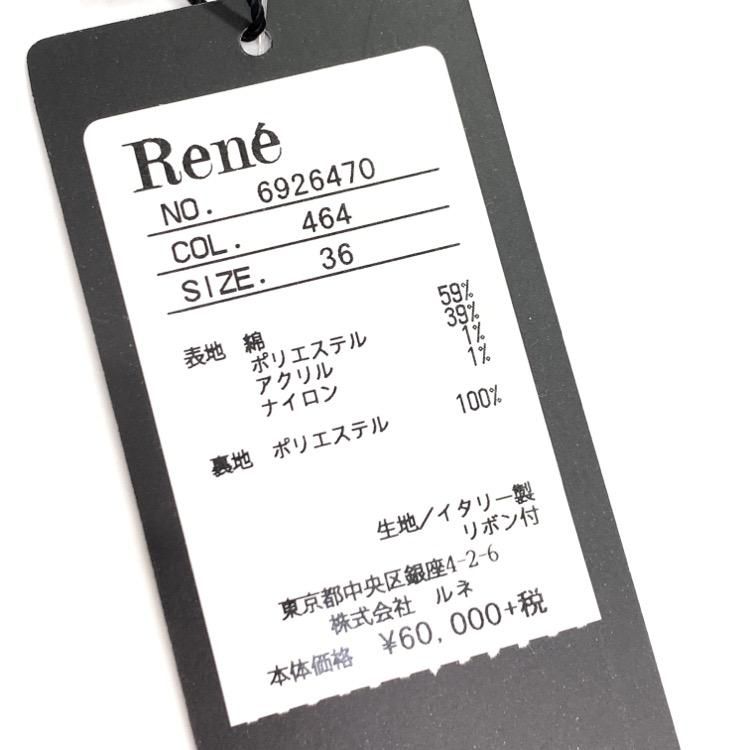 René
NO. 6926470
COL. 464
SIZE. 36
表地 綿 59%
ポリエステル 39%
アクリル 1%
ナイロン 1%
裏地 ポリエステル 100%
生地/イタリー製
リボン付
東京都中央区銀座4-2-6
株式会社 ルネ
本体価格 ¥60,000+税